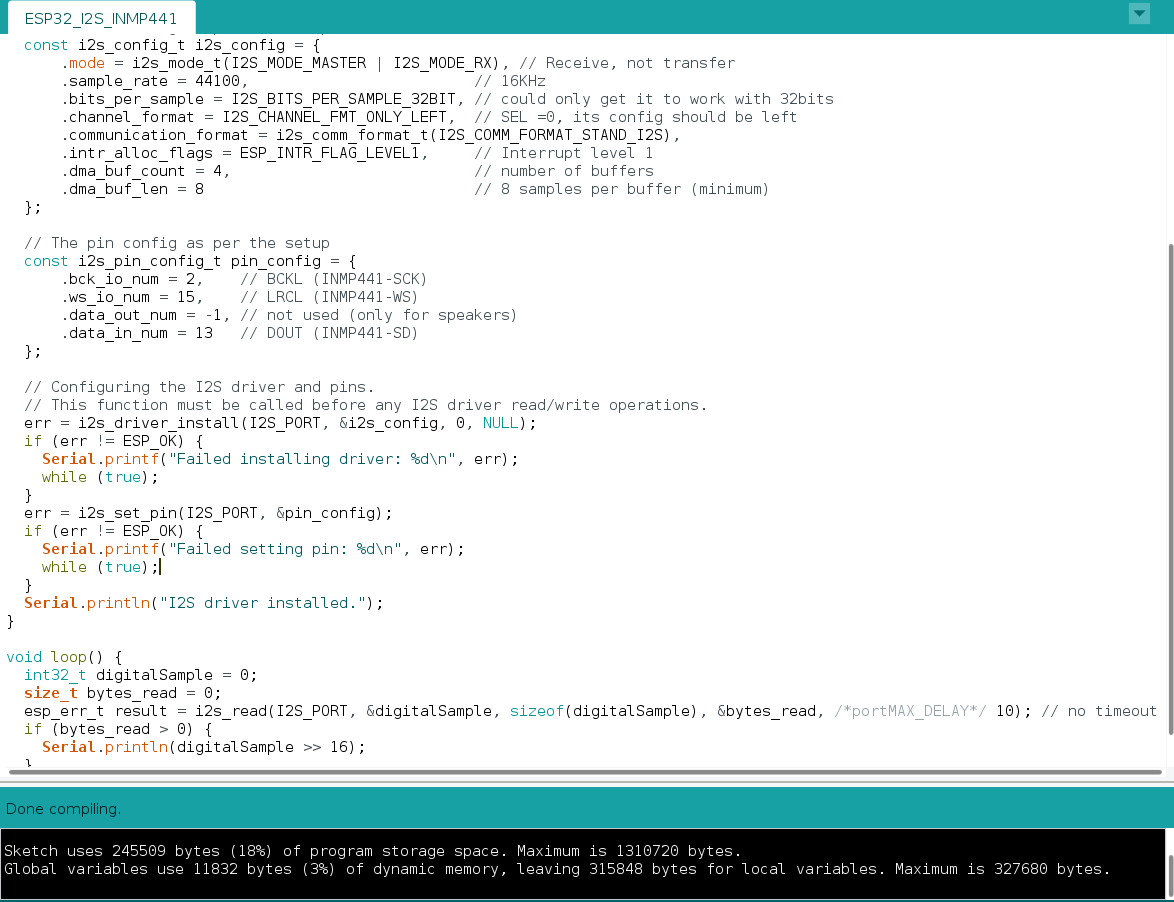 ESP32_I2S_INMP441
const i2s_config_t i2s_config = {
.mode = i2s_mode_t(I2S_MODE_MASTER | I2S_MODE_RX), // Receive, not transfer
.sample_rate = 44100, // 16KHz
.bits_per_sample = I2S_BITS_PER_SAMPLE_32BIT, // could only get it to work with 32bits
.channel_format = I2S_CHANNEL_FMT_ONLY_LEFT, // SEL =0, its config should be left
.communication_format = i2s_comm_format_t(I2S_COMM_FORMAT_STAND_I2S),
.intr_alloc_flags = ESP_INTR_FLAG_LEVEL1, // Interrupt level 1
.dma_buf_count = 4, // number of buffers
.dma_buf_len = 8 // 8 samples per buffer (minimum)
};
// The pin config as per the setup
const i2s_pin_config_t pin_config = {
.bck_io_num = 2, // BCKL (INMP441-SCK)
.ws_io_num = 15, // LRCL (INMP441-WS)
.data_out_num = -1, // not used (only for speakers)
.data_in_num = 13 // DOUT (INMP441-SD)
};
// Configuring the I2S driver and pins.
// This function must be called before any I2S driver read/write operations.
err = i2s_driver_install(I2S_PORT, &i2s_config, 0, NULL);
if (err != ESP_OK) {
Serial.printf("Failed installing driver: %d\n", err);
while (true);
}
err = i2s_set_pin(I2S_PORT, &pin_config);
if (err != ESP_OK) {
Serial.printf("Failed setting pin: %d\n", err);
while (true);
}
Serial.println("I2S driver installed.");
}
void loop() {
int32_t digitalSample = 0;
size_t bytes_read = 0;
esp_err_t result = i2s_read(I2S_PORT, &digitalSample, sizeof(digitalSample), &bytes_read, /*portMAX_DELAY*/ 10); // no timeout
if (bytes_read > 0) {
Serial.println(digitalSample >> 16);
}
Done compiling.
Sketch uses 245509 bytes (18%) of program storage space. Maximum is 1310720 bytes.
Global variables use 11832 bytes (3%) of dynamic memory, leaving 315848 bytes for local variables. Maximum is 327680 bytes.